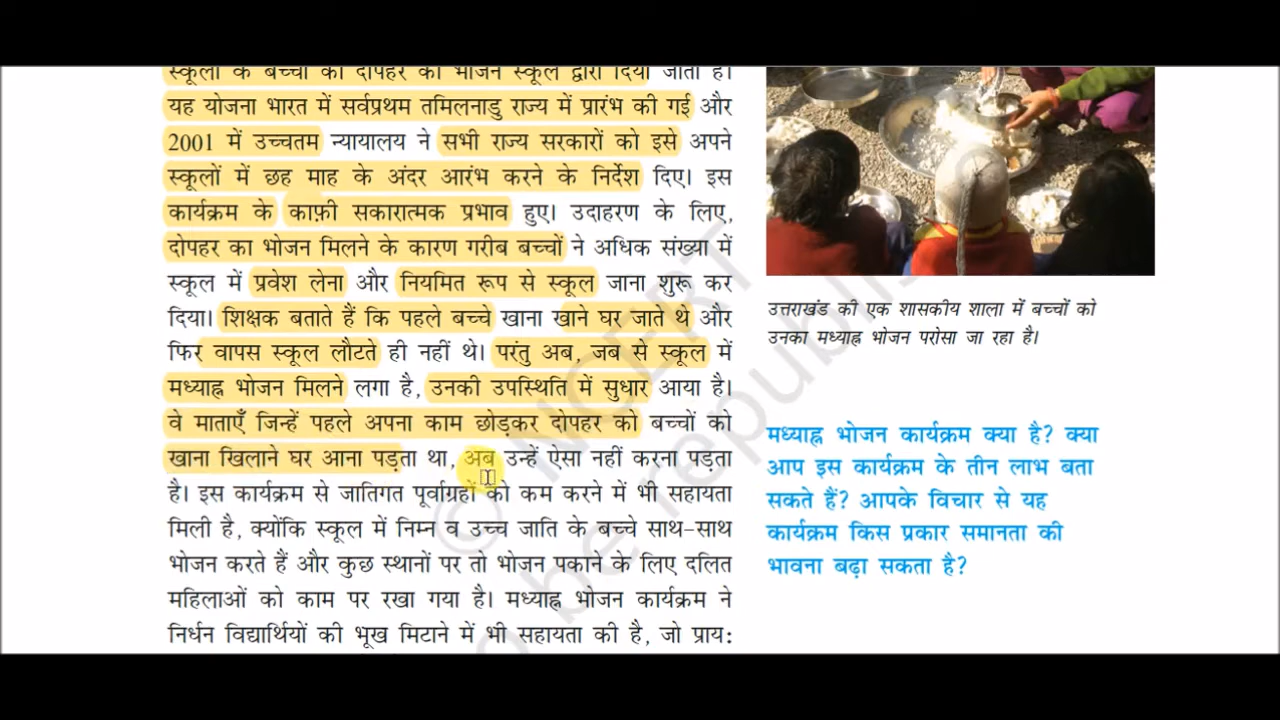 स्कूलों के बच्चों को दोपहर का भोजन स्कूल द्वारा दिया जाता है।
यह योजना भारत में सर्वप्रथम तमिलनाडु राज्य में प्रारंभ की गई और
2001 में उच्चतम न्यायालय ने सभी राज्य सरकारों को इसे अपने
स्कूलों में छह माह के अंदर आरंभ करने के निर्देश दिए। इस
कार्यक्रम के काफ़ी सकारात्मक प्रभाव हुए। उदाहरण के लिए,
दोपहर का भोजन मिलने के कारण गरीब बच्चों ने अधिक संख्या में
स्कूल में प्रवेश लेना और नियमित रूप से स्कूल जाना शुरू कर
दिया। शिक्षक बताते हैं कि पहले बच्चे खाना खाने घर जाते थे और
फिर वापस स्कूल लौटते ही नहीं थे। परंतु अब, जब से स्कूल में
मध्याह्न भोजन मिलने लगा है, उनकी उपस्थिति में सुधार आया है।
वे माताएँ जिन्हें पहले अपना काम छोड़कर दोपहर को बच्चों को
खाना खिलाने घर आना पड़ता था, अब उन्हें ऐसा नहीं करना पड़ता
है। इस कार्यक्रम से जातिगत पूर्वाग्रहों को कम करने में भी सहायता
मिली है, क्योंकि स्कूल में निम्न व उच्च जाति के बच्चे साथ-साथ
भोजन करते हैं और कुछ स्थानों पर तो भोजन पकाने के लिए दलित
महिलाओं को काम पर रखा गया है। मध्याह्न भोजन कार्यक्रम ने
निर्धन विद्यार्थियों की भूख मिटाने में भी सहायता की है, जो प्राय:
उत्तराखंड की एक शासकीय शाला में बच्चों को
उनका मध्याह्न भोजन परोसा जा रहा है।
मध्याह्न भोजन कार्यक्रम क्या है? क्या
आप इस कार्यक्रम के तीन लाभ बता
सकते हैं? आपके विचार से यह
कार्यक्रम किस प्रकार समानता की
भावना बढ़ा सकता है?
© NCERT
be republis